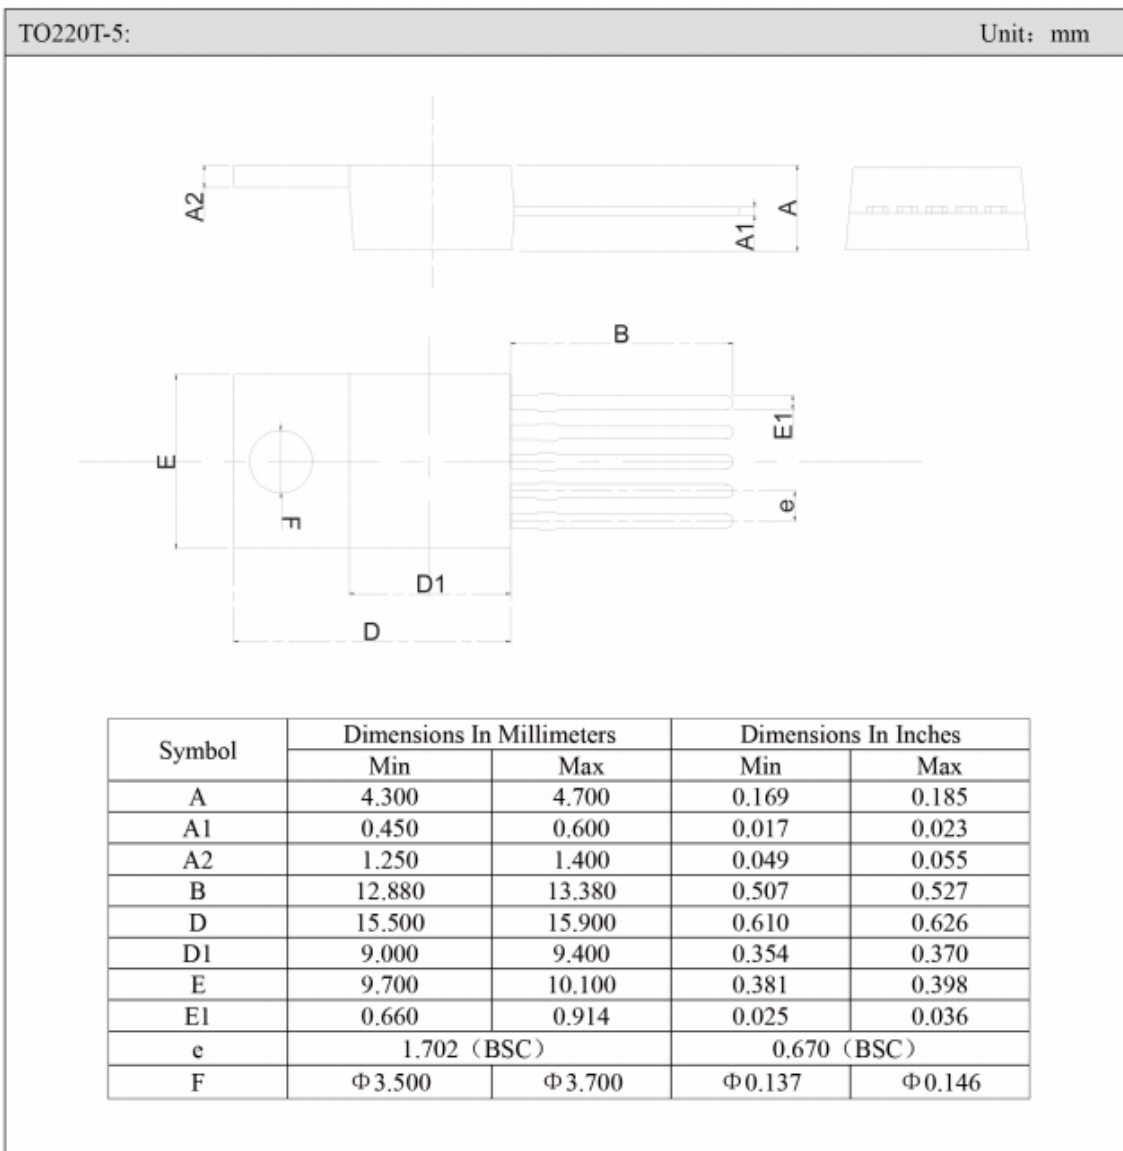 TO220T-5: Unit：mm
A2
A1
A
B
E
F
E1
e
D1
D
Symbol Dimensions In Millimeters Dimensions In Inches
Min Max Min Max
A 4.300 4.700 0.169 0.185
A1 0.450 0.600 0.017 0.023
A2 1.250 1.400 0.049 0.055
B 12.880 13.380 0.507 0.527
D 15.500 15.900 0.610 0.626
D1 9.000 9.400 0.354 0.370
E 9.700 10.100 0.381 0.398
E1 0.660 0.914 0.025 0.036
e 1.702（BSC） 0.670（BSC）
F Φ3.500 Φ3.700 Φ0.137 Φ0.146